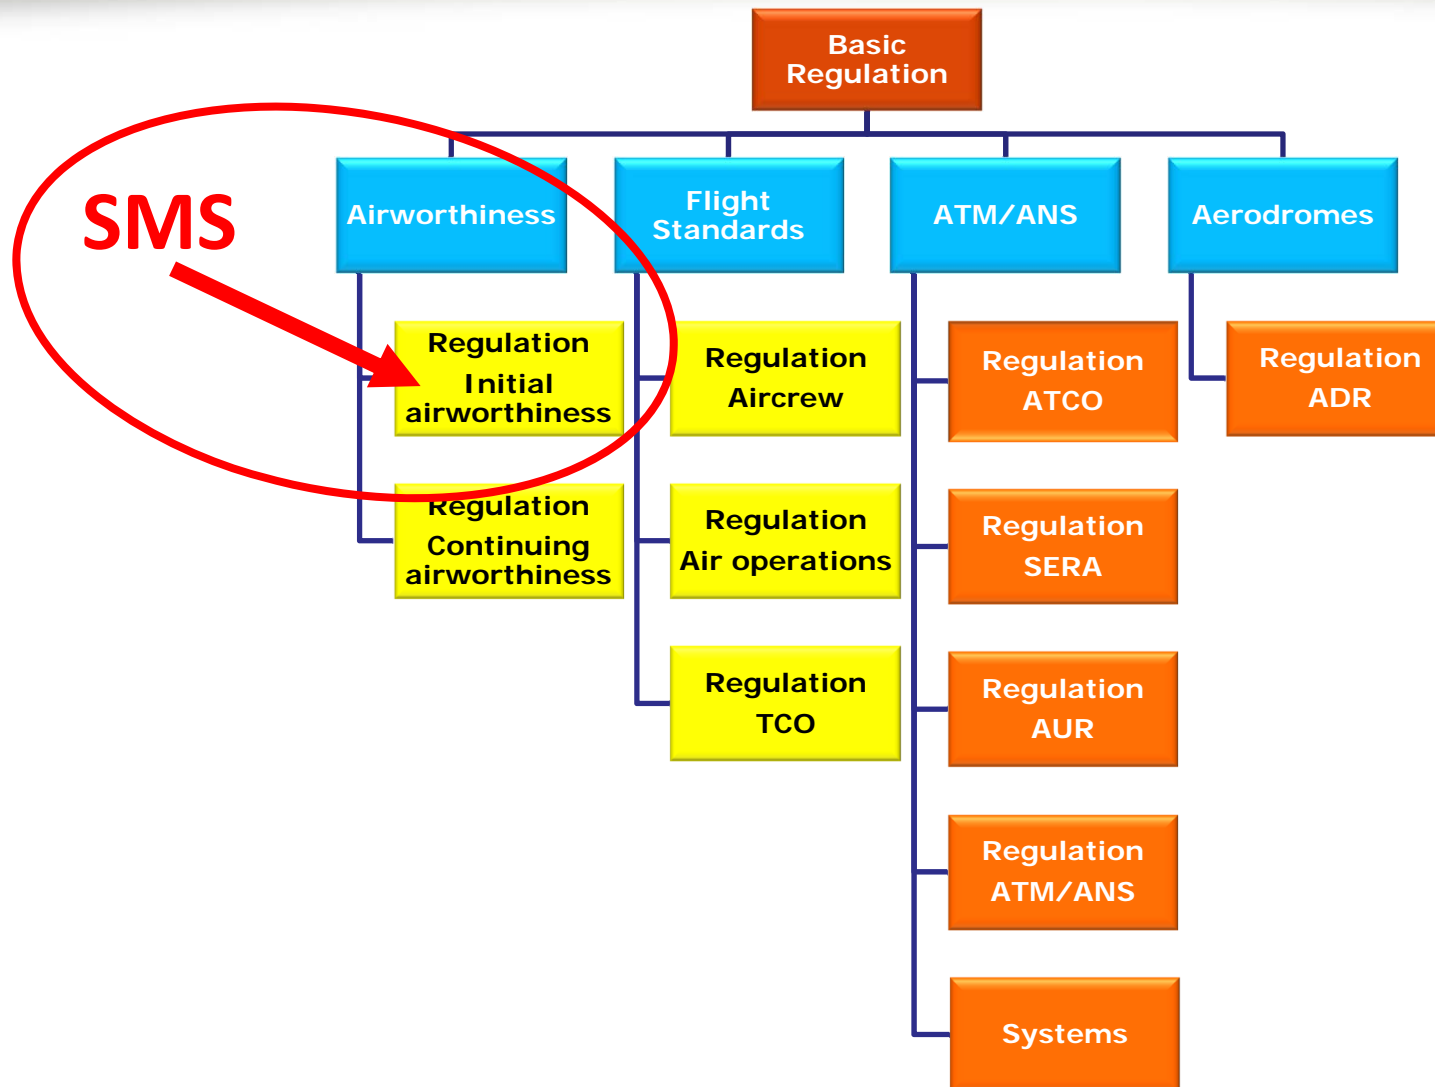 Basic
Regulation
SMS
Airworthiness
Flight
Standards
ATM/ANS
Aerodromes
Regulation
Initial
airworthiness
Regulation
Continuing
airworthiness
Regulation
Aircrew
Regulation
Air operations
Regulation
TCO
Regulation
ATCO
Regulation
SERA
Regulation
AUR
Regulation
ATM/ANS
Systems
Regulation
ADR